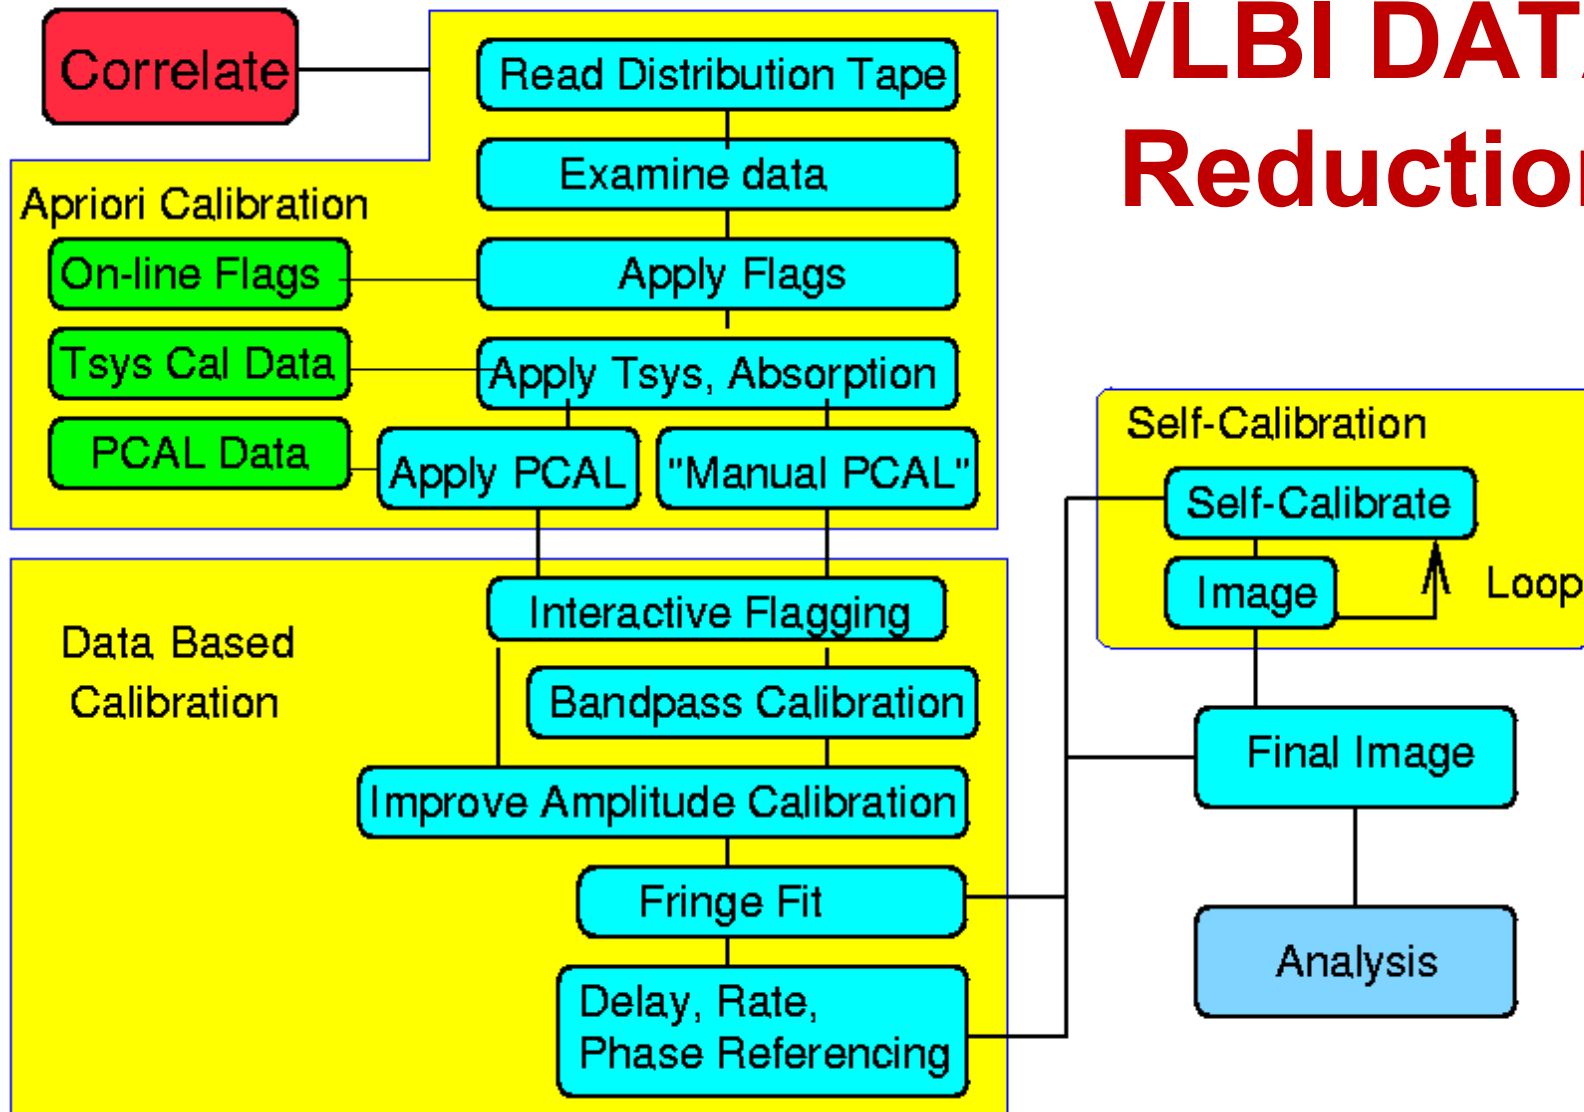 VLBI DATA
Reduction
Correlate
Read Distribution Tape
Examine data
Apriori Calibration
On-line Flags
Apply Flags
Tsys Cal Data
Apply Tsys, Absorption
PCAL Data
Apply PCAL
"Manual PCAL"
Data Based
Calibration
Interactive Flagging
Bandpass Calibration
Improve Amplitude Calibration
Fringe Fit
Delay, Rate,
Phase Referencing
Self-Calibration
Self-Calibrate
Image
Loop
Final Image
Analysis